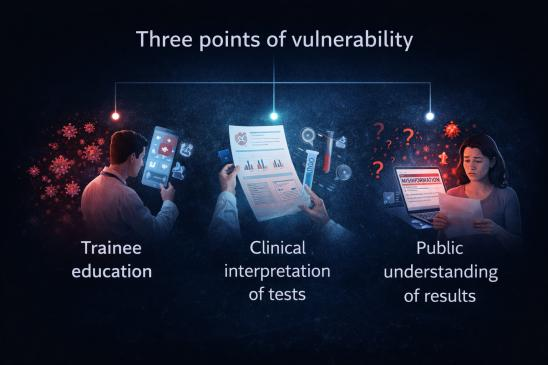 Three points of vulnerability
MISINFORMATION
Trainee
education
Clinical
interpretation
of tests
Public
understanding
of results